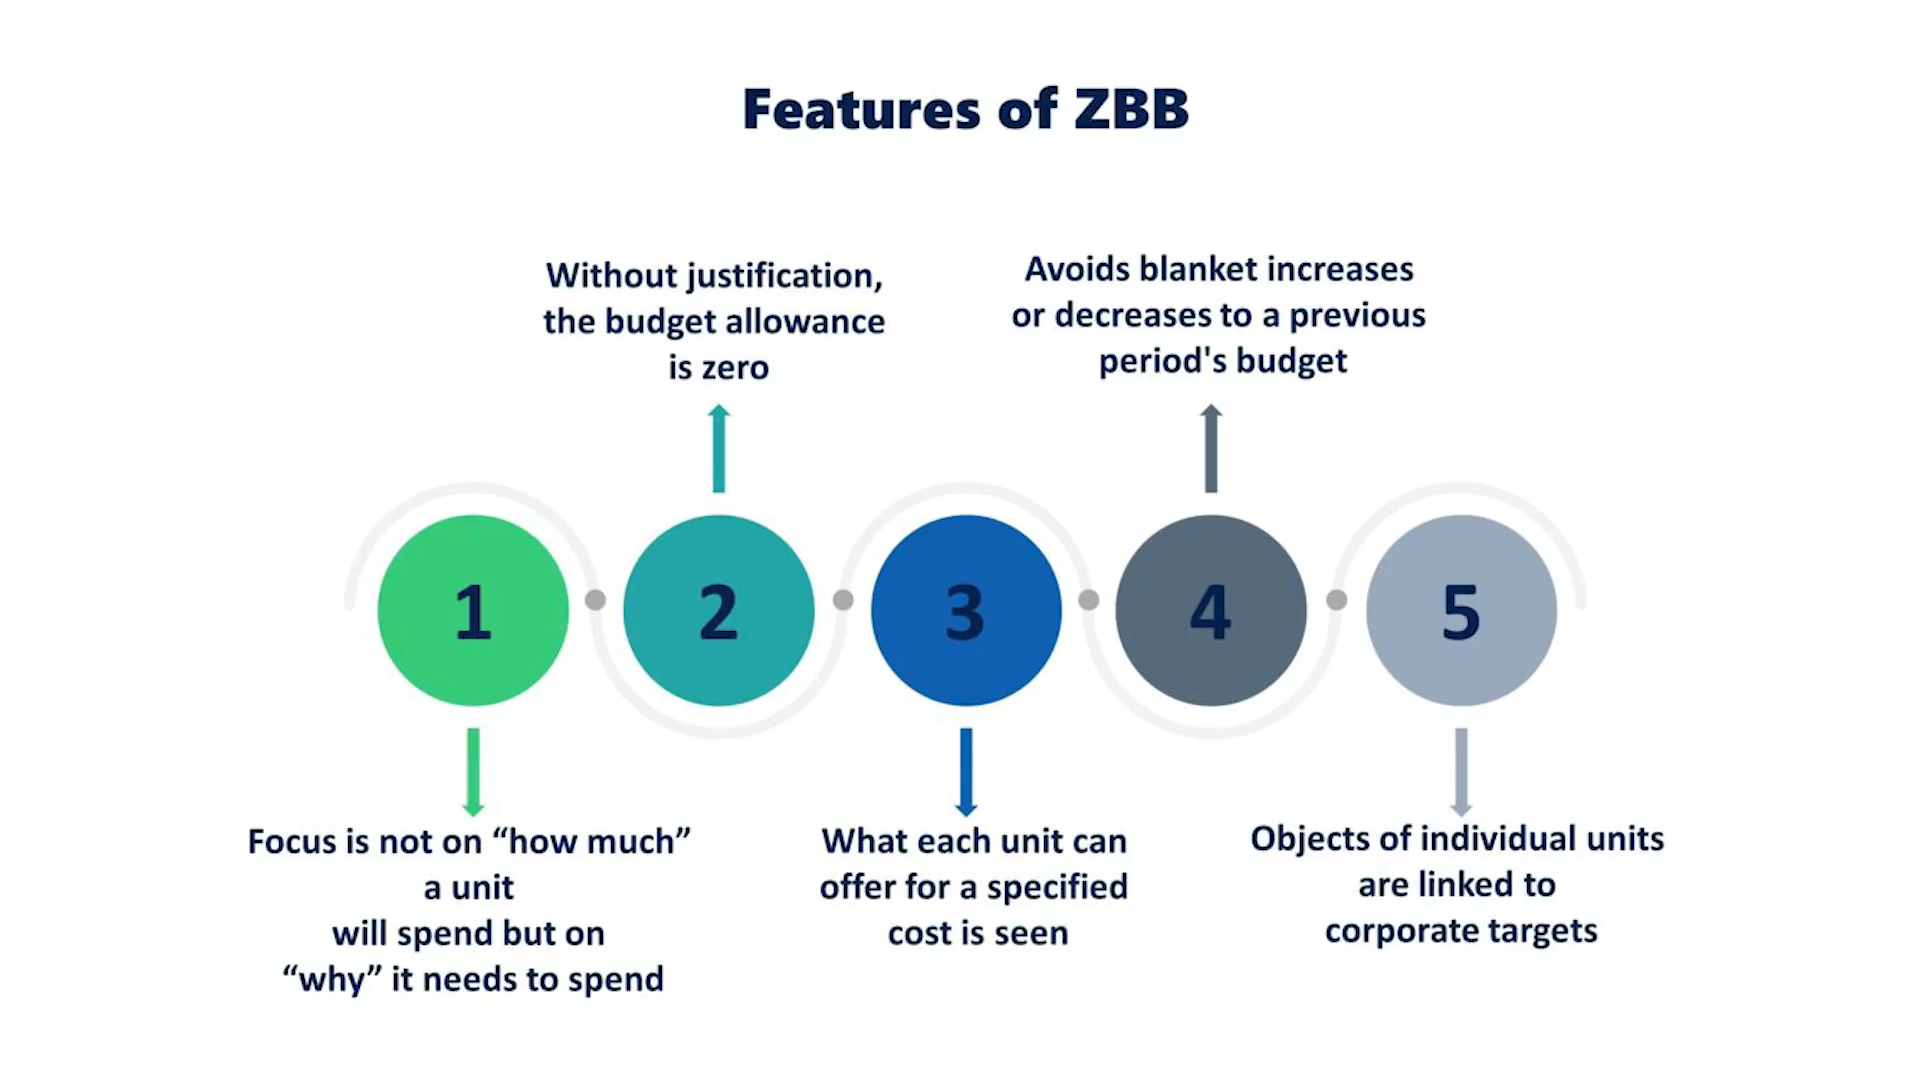 Features of ZBB
Without justification,
the budget allowance
is zero
Avoids blanket increases
or decreases to a previous
period's budget
1
2
3
4
5
Focus is not on “how much”
a unit
will spend but on
“why” it needs to spend
What each unit can
offer for a specified
cost is seen
Objects of individual units
are linked to
corporate targets